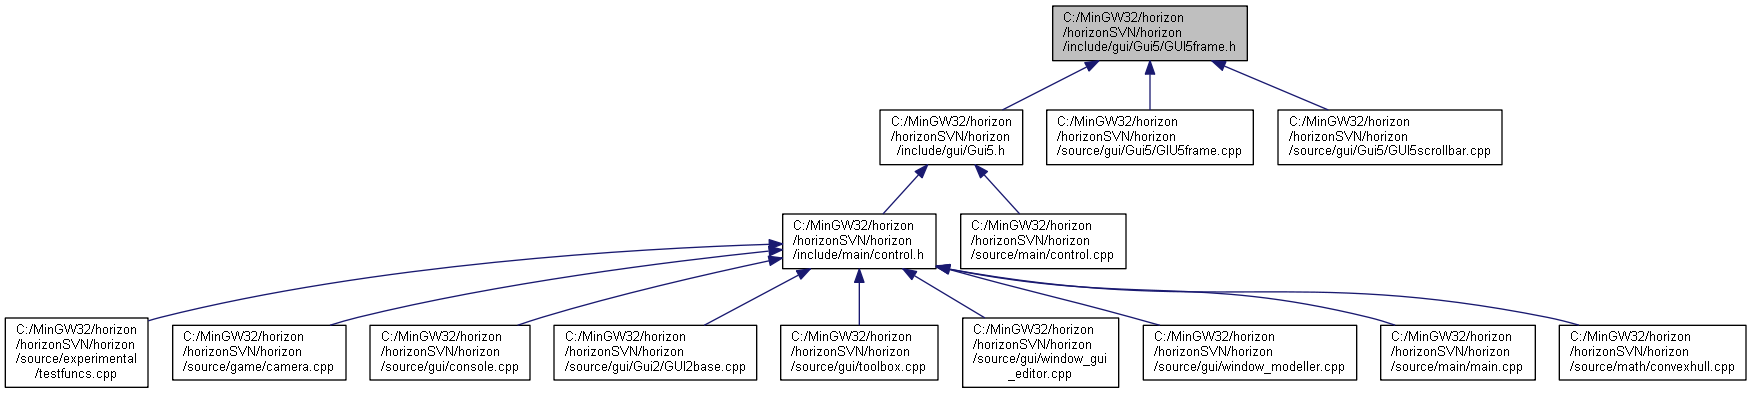 C:/MinGW32/horizon
/horizonSVN/horizon
/include/gui/Gui5/GUI5frame.h
C:/MinGW32/horizon
/horizonSVN/horizon
/include/gui/Gui5.h
C:/MinGW32/horizon
/horizonSVN/horizon
/source/gui/Gui5/GIU5frame.cpp
C:/MinGW32/horizon
/horizonSVN/horizon
/source/gui/Gui5/GUI5scrollbar.cpp
C:/MinGW32/horizon
/horizonSVN/horizon
/include/main/control.h
C:/MinGW32/horizon
/horizonSVN/horizon
/source/main/control.cpp
C:/MinGW32/horizon
/horizonSVN/horizon
/source/experimental
/testfuncs.cpp
C:/MinGW32/horizon
/horizonSVN/horizon
/source/game/camera.cpp
C:/MinGW32/horizon
/horizonSVN/horizon
/source/gui/console.cpp
C:/MinGW32/horizon
/horizonSVN/horizon
/source/gui/Gui2/GUI2base.cpp
C:/MinGW32/horizon
/horizonSVN/horizon
/source/gui/toolbox.cpp
C:/MinGW32/horizon
/horizonSVN/horizon
/source/gui/window_gui
_editor.cpp
C:/MinGW32/horizon
/horizonSVN/horizon
/source/gui/window_modeller.cpp
C:/MinGW32/horizon
/horizonSVN/horizon
/source/main/main.cpp
C:/MinGW32/horizon
/horizonSVN/horizon
/source/math/convexhull.cpp